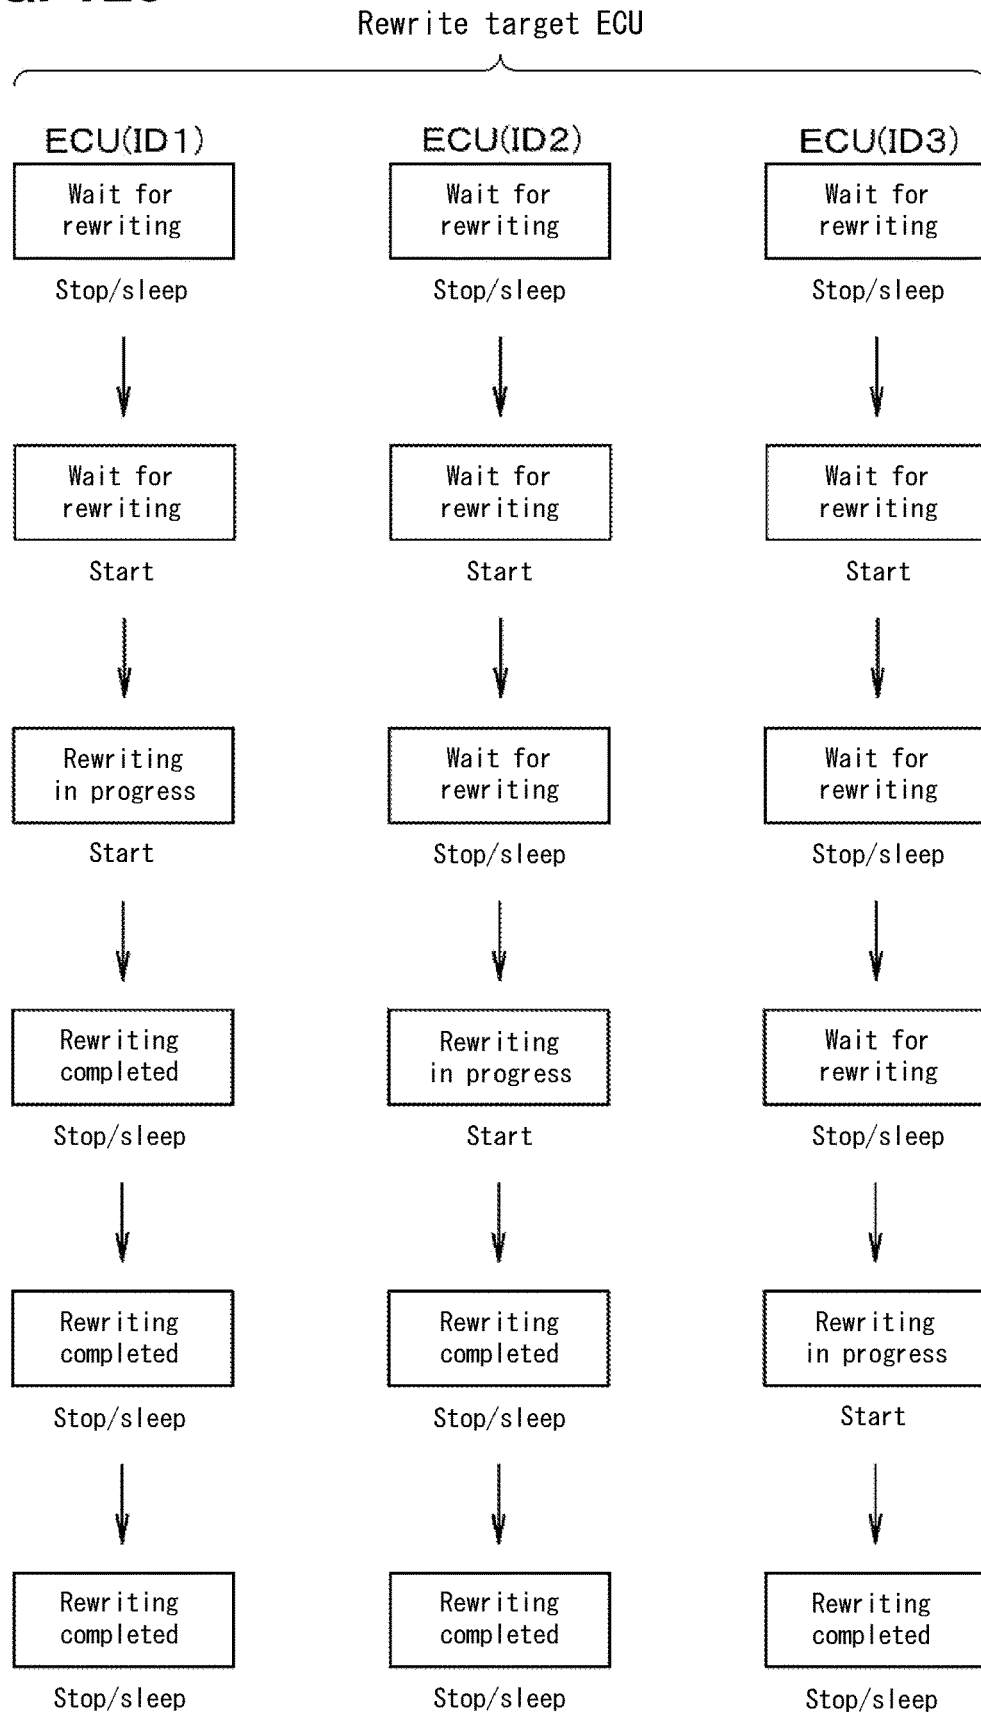 Rewrite target ECU
ECU(ID1) ECU(ID2) ECU(ID3)
Wait for Wait for Wait for
rewriting rewriting rewriting
Stop/sleep Stop/sleep Stop/sleep
Wait for Wait for Wait for
rewriting rewriting rewriting
Start Start Start
Rewriting Wait for Wait for
in progress rewriting rewriting
Start Stop/sleep Stop/sleep
Rewriting Rewriting Wait for
completed in progress rewriting
Stop/sleep Start Stop/sleep
Rewriting Rewriting Rewriting
completed completed in progress
Stop/sleep Stop/sleep Start
Rewriting Rewriting Rewriting
completed completed completed
Stop/sleep Stop/sleep Stop/sleep